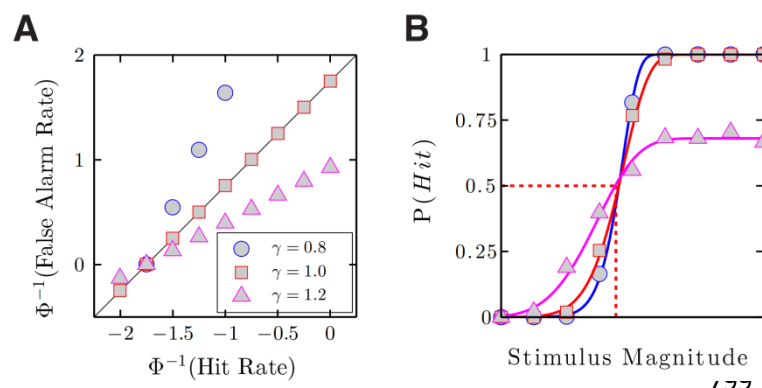 A
B
Φ⁻¹(False Alarm Rate)
2
1
0
−2
−1.5
−1
−0.5
0
Φ⁻¹(Hit Rate)
γ = 0.8
γ = 1.0
γ = 1.2
P(Hit)
1
0.75
0.5
0.25
0
Stimulus Magnitude